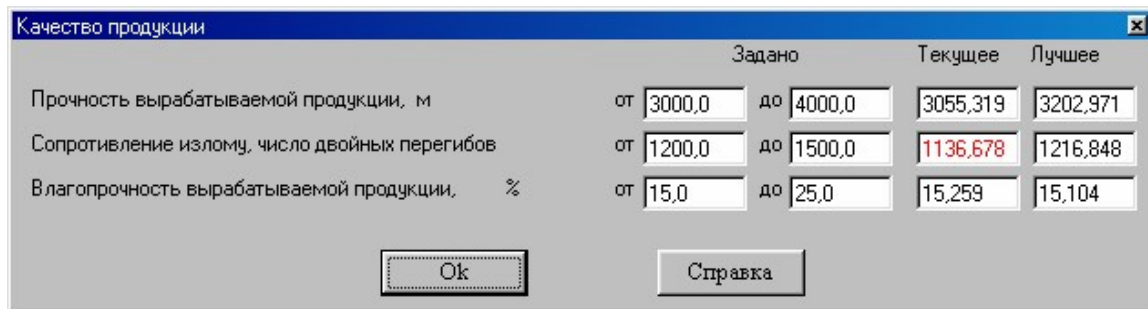 Качество продукции
Задано Текущее Лучшее
Прочность вырабатываемой продукции, м от 3000,0 до 4000,0 3055,319 3202,971
Сопротивление излому, число двойных перегибов от 1200,0 до 1500,0 1136,678 1216,848
Влагопрочность вырабатываемой продукции, % от 15,0 до 25,0 15,259 15,104
Ok Справка